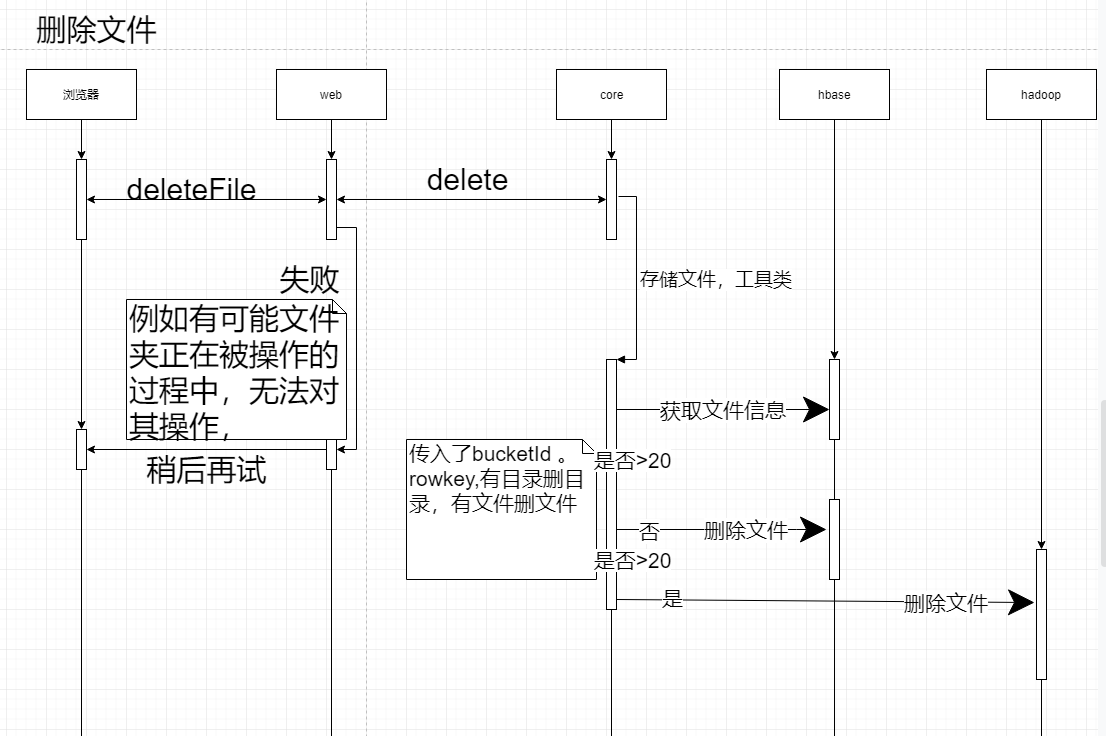 删除文件
浏览器
web
core
hbase
hadoop
deleteFile
delete
失败
存储文件，工具类
例如有可能文件
夹正在被操作的
过程中，无法对
其操作，
获取文件信息
稍后再试
传入了bucketId 。
rowkey,有目录删目
录，有文件删文件
是否>20
否
删除文件
是否>20
是
删除文件